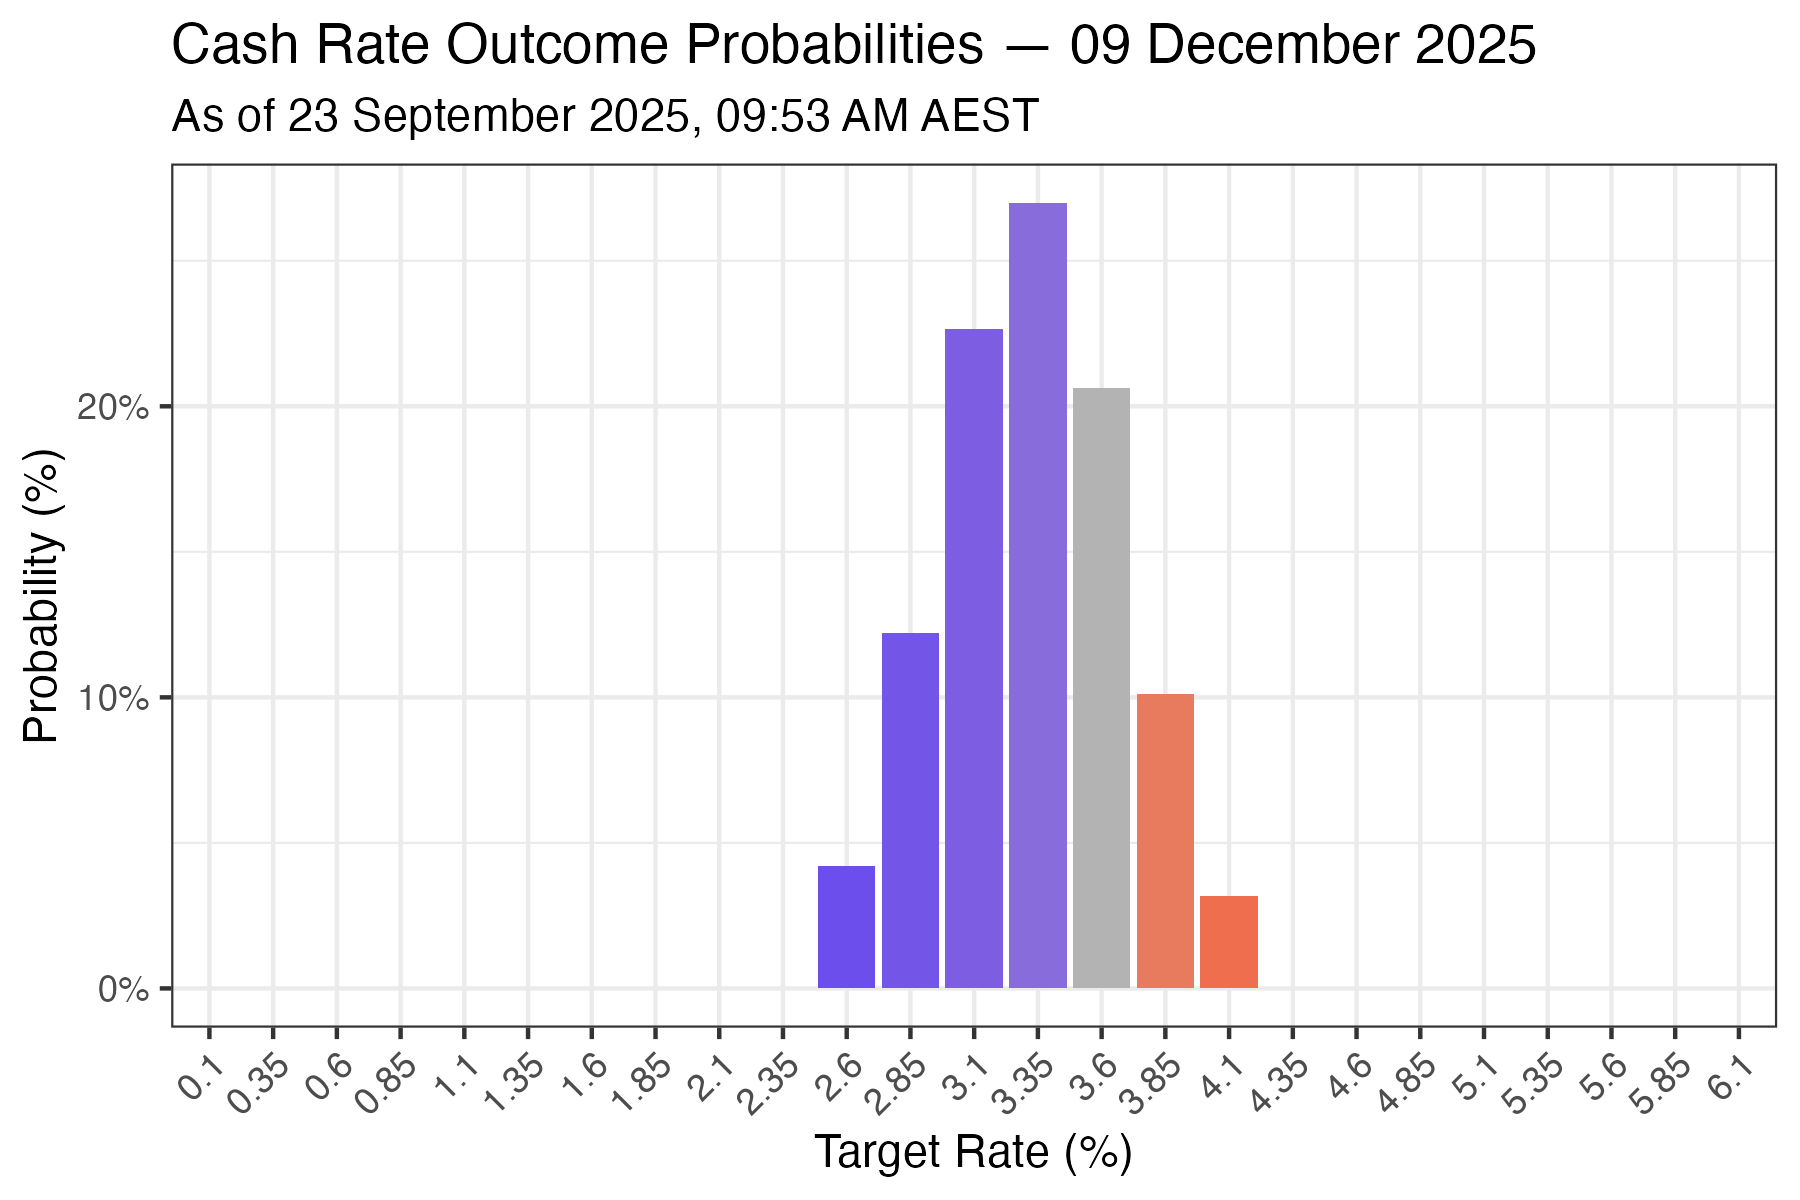 Cash Rate Outcome Probabilities — 09 December 2025
As of 23 September 2025, 09:53 AM AEST
Probability (%)
20%
10%
0%
0.1 0.35 0.6 0.85 1.1 1.35 1.6 1.85 2.1 2.35 2.6 2.85 3.1 3.35 3.6 3.85 4.1 4.35 4.6 4.85 5.1 5.35 5.6 5.85 6.1
Target Rate (%)